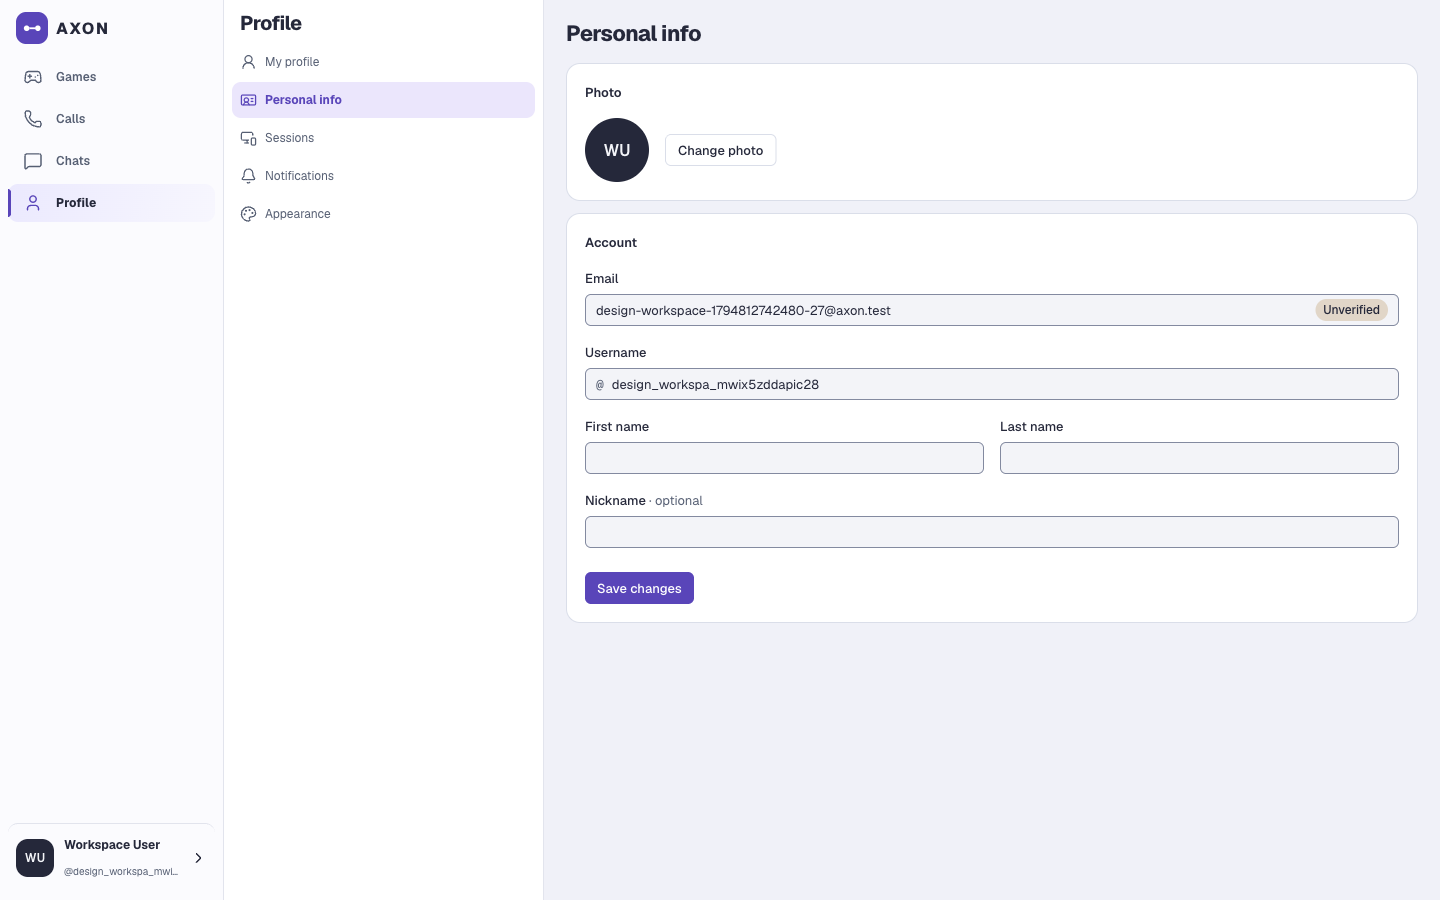 AXON
Games
Calls
Chats
Profile
WU
Workspace User
@design_workspa_mwi...
Profile
My profile
Personal info
Sessions
Notifications
Appearance
Personal info
Photo
WU
Change photo
Account
Email
design-workspace-1794812742480-27@axon.test
Unverified
Username
@ design_workspa_mwix5zddapic28
First name
Last name
Nickname · optional
Save changes